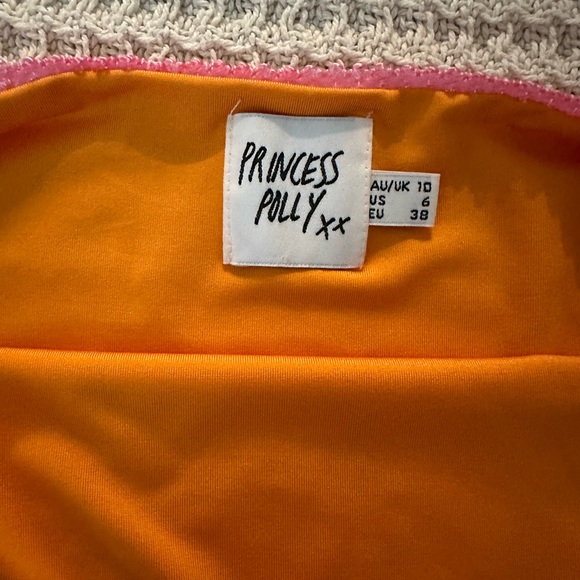 PRINCESS
POLLY xx
AU/UK 10
US 6
EU 38